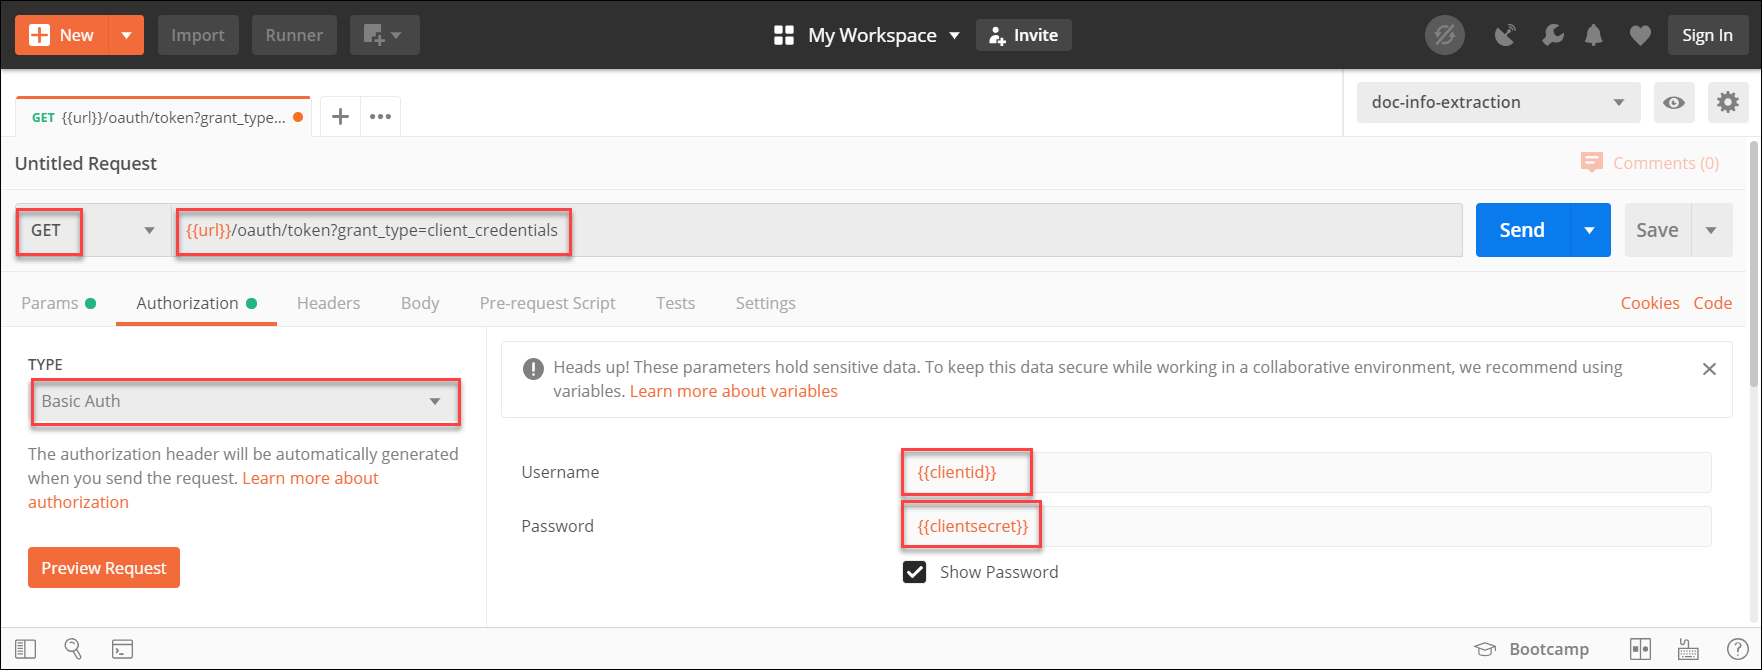 New
Import
Runner
My Workspace
Invite
Sign In
GET {{url}}/oauth/token?grant_type...
doc-info-extraction
Untitled Request
Comments (0)
GET
{{url}}/oauth/token?grant_type=client_credentials
Send
Save
Params
Authorization
Headers
Body
Pre-request Script
Tests
Settings
Cookies
Code
TYPE
Basic Auth
The authorization header will be automatically generated
when you send the request. Learn more about
authorization
Preview Request
Heads up! These parameters hold sensitive data. To keep this data secure while working in a collaborative environment, we recommend using
variables. Learn more about variables
Username
{{clientid}}
Password
{{clientsecret}}
Show Password
Bootcamp